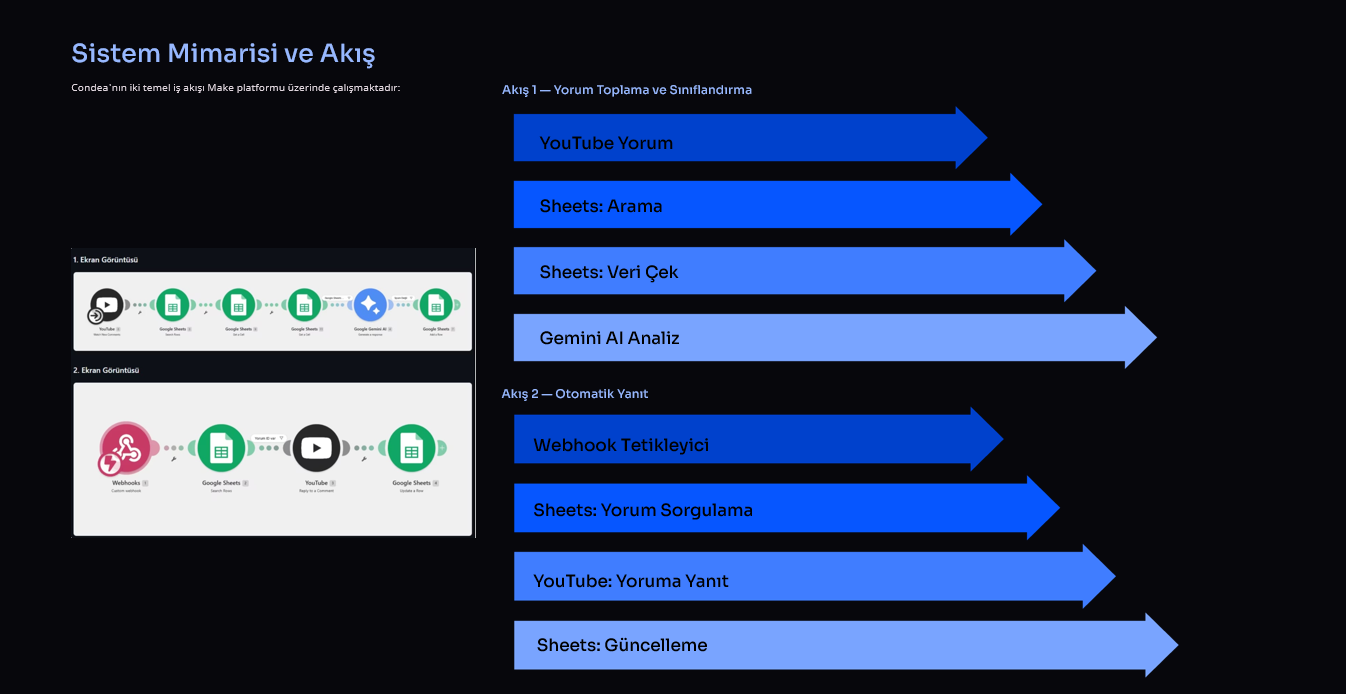 Sistem Mimarisi ve Akış
Condea'nın iki temel iş akışı Make platformu üzerinde çalışmaktadır:
1. Ekran Görüntüsü
YouTube
Google Sheets
Google Sheets
Google Sheets
Google Gemini AI
Google Sheets
2. Ekran Görüntüsü
Webhooks 1
Custom webhook
Google Sheets 2
Search Rows
YouTube 3
Reply to a Comment
Google Sheets 4
Update a Row
Akış 1 — Yorum Toplama ve Sınıflandırma
YouTube Yorum
Sheets: Arama
Sheets: Veri Çek
Gemini AI Analiz
Akış 2 — Otomatik Yanıt
Webhook Tetikleyici
Sheets: Yorum Sorgulama
YouTube: Yoruma Yanıt
Sheets: Güncelleme